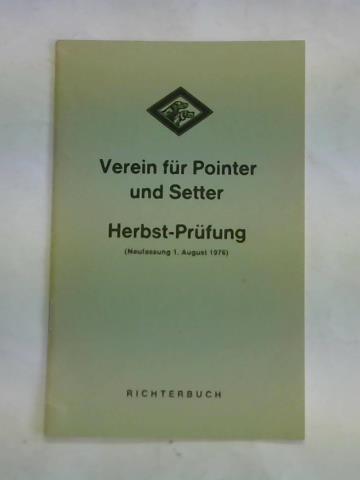 Verein für Pointer
und Setter
Herbst-Prüfung
(Neufassung 1. August 1976)
RICHTERBUCH